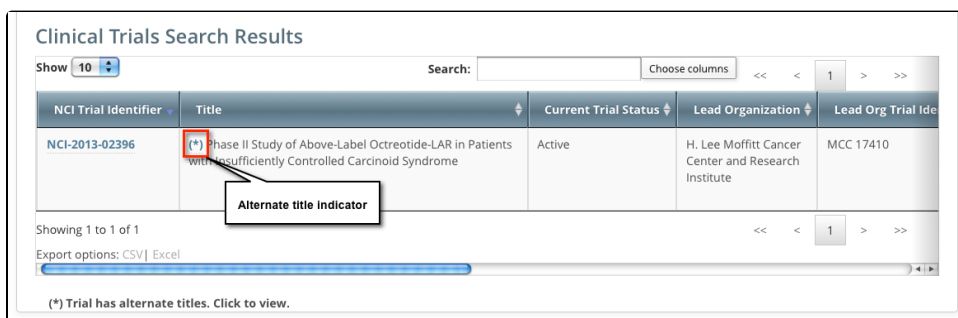 Clinical Trials Search Results
Show 10 Search: Choose columns << < 1 > >>
NCI Trial Identifier Title Current Trial Status Lead Organization Lead Org Trial Ide
NCI-2013-02396 (*) Phase II Study of Above-Label Octreotide-LAR in Patients Active H. Lee Moffitt Cancer MCC 17410
with Insufficiently Controlled Carcinoid Syndrome Center and Research
Institute
Alternate title indicator
Showing 1 to 1 of 1 << < 1 > >>
Export options: CSV| Excel
(*) Trial has alternate titles. Click to view.